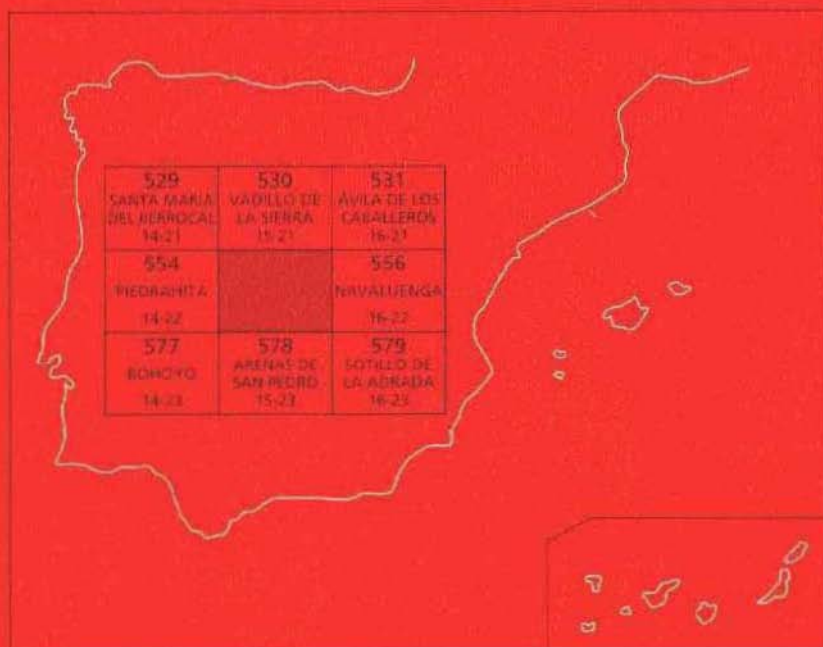 529
SANTA MARIA
DEL BERROCAL
14-21
530
VADILLO DE
LA SIERRA
15-21
531
ÁVILA DE LOS
CABALLEROS
16-21
554
PIEDRAHITA
14-22
556
NAVALUENGA
16-22
577
BOHOYO
14-23
578
ARENAS DE
SAN PEDRO
15-23
579
SOTILLO DE
LA ADRADA
16-23